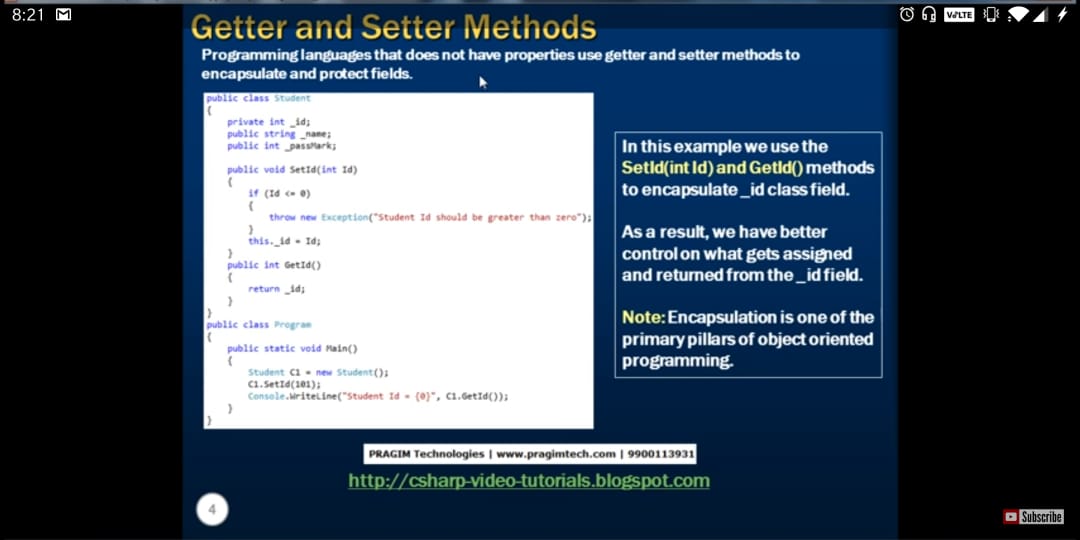 8:21
VoLTE
Getter and Setter Methods
Programming languages that does not have properties use getter and setter methods to
encapsulate and protect fields.
public class Student
{
private int _id;
public string _name;
public int _passMark;
public void SetId(int Id)
{
if (Id <= 0)
{
throw new Exception("Student Id should be greater than zero");
}
this._id = Id;
}
public int GetId()
{
return _id;
}
}
public class Program
{
public static void Main()
{
Student C1 = new Student();
C1.SetId(101);
Console.WriteLine("Student Id = {0}", C1.GetId());
}
}
In this example we use the
SetId(int Id) and GetId() methods
to encapsulate _id class field.
As a result, we have better
control on what gets assigned
and returned from the _id field.
Note: Encapsulation is one of the
primary pillars of object oriented
programming.
PRAGIM Technologies | www.pragimtech.com | 9900113931
http://csharp-video-tutorials.blogspot.com
4
Subscribe